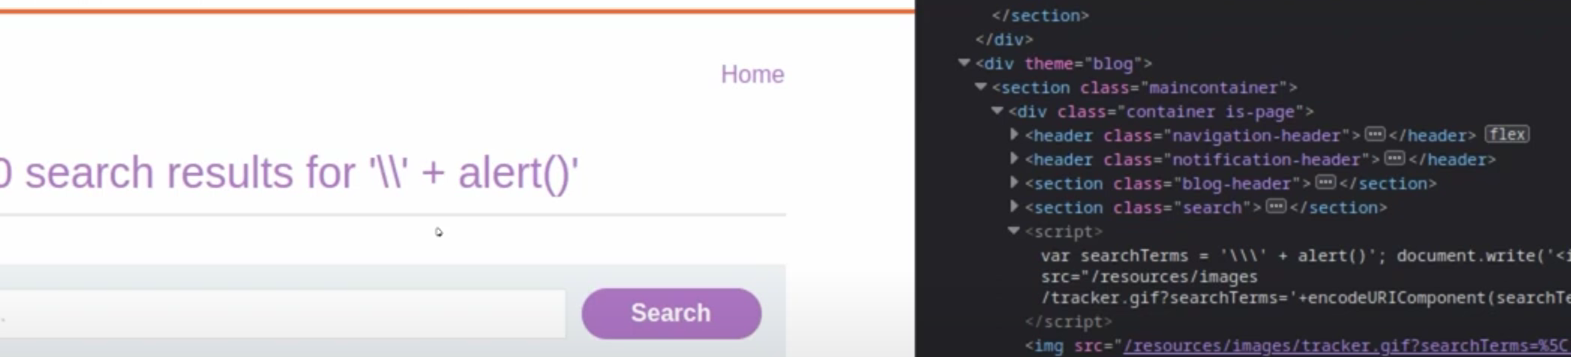 Home
0 search results for '\\' + alert()'
Search
</section>
</div>
<div theme="blog">
<section class="maincontainer">
<div class="container is-page">
<header class="navigation-header"> ••• </header> flex
<header class="notification-header"> ••• </header>
<section class="blog-header"> ••• </section>
<section class="search"> ••• </section>
<script>
var searchTerms = '\\\' + alert()'; document.write('<i
src="/resources/images
/tracker.gif?searchTerms='+encodeURIComponent(searchTe
</script>
<img src="/resources/images/tracker.gif?searchTerms=%5C